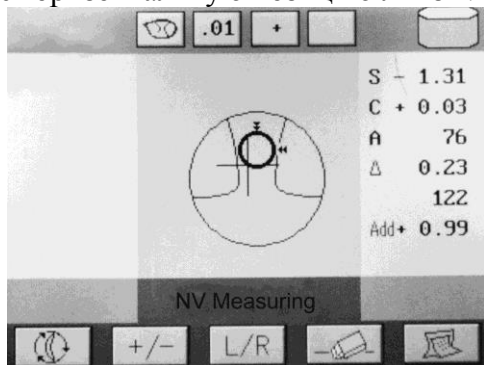 .01 +
S - 1.31
C + 0.03
A 76
Δ 0.23
122
Add+ 0.99
NV Measuring
+/-
L/R